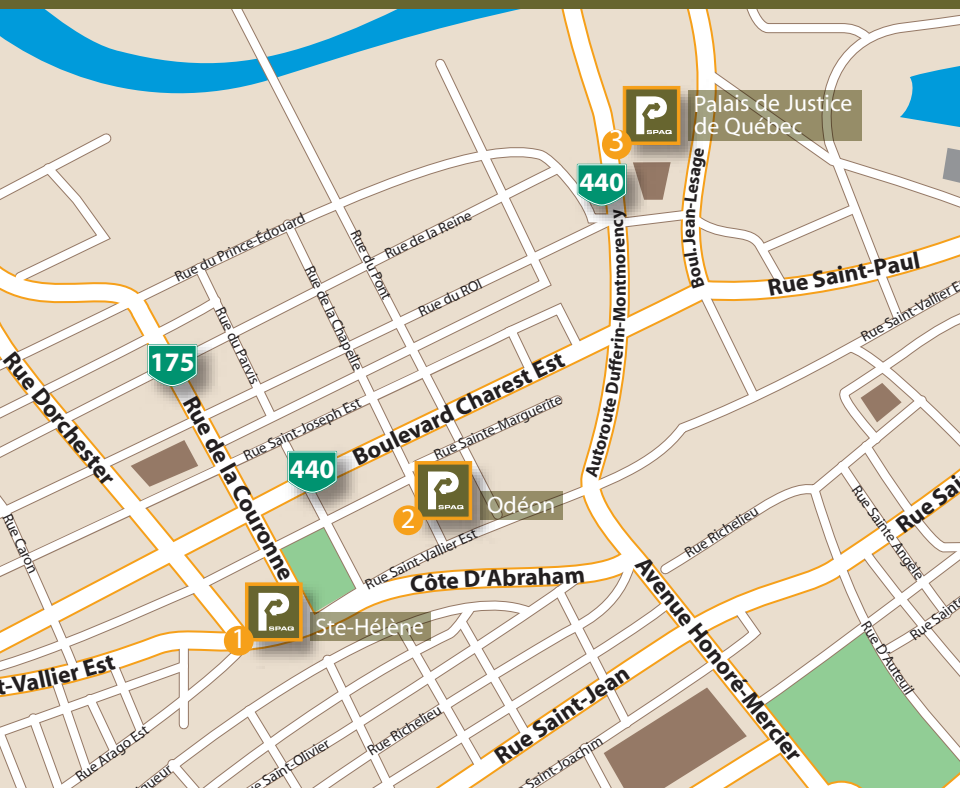 SPAQ
Palais de Justice
de Québec
3
440
Rue du Prince-Édouard
Rue de la Reine
Rue du Pont
Rue du ROI
Boul. Jean-Lesage
Autoroute Dufferin-Montmorency
Rue Saint-Paul
Rue Saint-Vallier E
Rue du Parvis
Rue de la Chapelle
175
Rue Dorchester
Rue de la Couronne
Rue Saint-Joseph Est
Boulevard Charest Est
Rue Sainte-Marguerite
440
SPAQ
2
Odéon
Rue Caron
Rue Saint-Vallier Est
Côte D'Abraham
Rue Richelieu
Rue Sainte Angèle
Rue Sai
Rue Sainte
Rue D'Auteuil
Avenue Honoré-Mercier
SPAQ
1
Ste-Hélène
t-Vallier Est
Rue Arago Est
Rue Richelieu
Rue Saint-Jean
e Saint-Olivier
Saint-Joachim